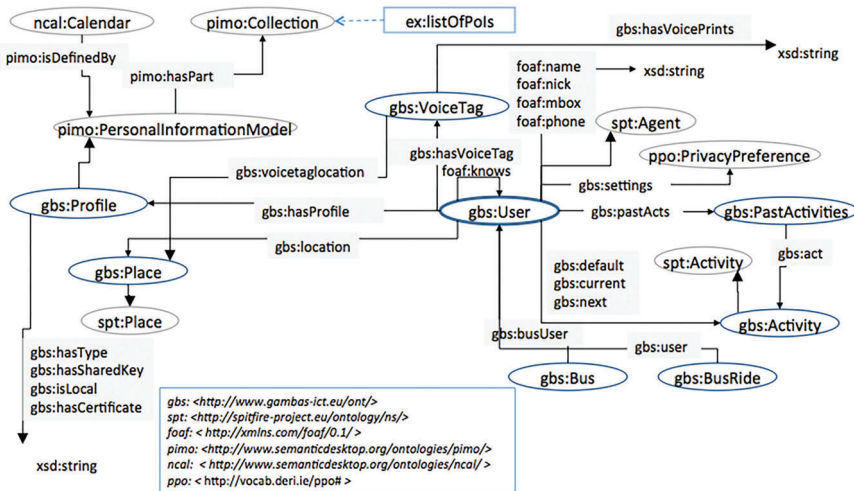 ncal:Calendar
pimo:Collection
ex:listOfPoIs
gbs:hasVoicePrints
pimo:isDefinedBy
pimo:hasPart
foaf:name
foaf:nick
foaf:mbox
foaf:phone
xsd:string
xsd:string
gbs:VoiceTag
pimo:PersonalInformationModel
spt:Agent
gbs:hasVoiceTag
foaf:knows
ppo:PrivacyPreference
gbs:voicetaglocation
gbs:settings
gbs:Profile
gbs:hasProfile
gbs:User
gbs:pastActs
gbs:PastActivities
gbs:location
gbs:act
gbs:Place
gbs:default
gbs:current
gbs:next
spt:Activity
spt:Place
gbs:Activity
gbs:busUser
gbs:user
gbs:hasType
gbs:hasSharedKey
gbs:isLocal
gbs:hasCertificate
gbs:Bus
gbs:BusRide
xsd:string
gbs: <http://www.gambas-ict.eu/ont/>
spt: <http://spitfire-project.eu/ontology/ns/>
foaf: < http://xmlns.com/foaf/0.1/ >
pimo: <http://www.semanticdesktop.org/ontologies/pimo/>
ncal: < http://www.semanticdesktop.org/ontologies/ncal/ >
ppo: < http://vocab.deri.ie/ppo# >